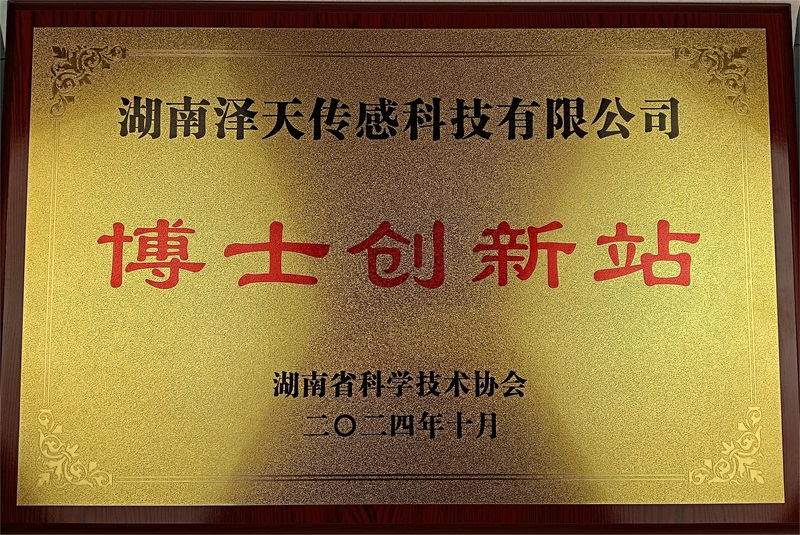 湖南泽天传感科技有限公司
博士创新站
湖南省科学技术协会
二〇二四年十月